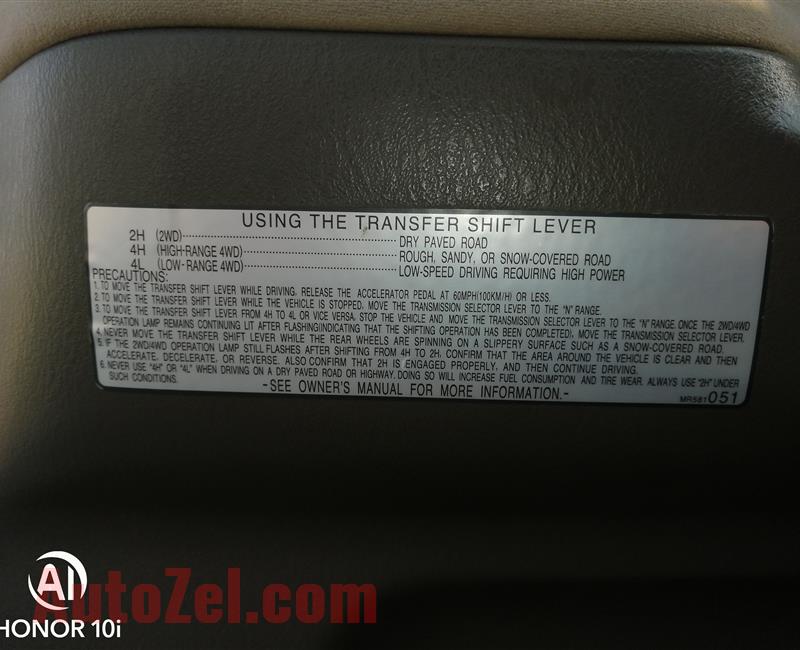 USING THE TRANSFER SHIFT LEVER
2H (2WD)........................................DRY PAVED ROAD
4H (HIGH-RANGE 4WD)........................................ROUGH, SANDY, OR SNOW-COVERED ROAD
4L (LOW-RANGE 4WD)........................................LOW-SPEED DRIVING REQUIRING HIGH POWER
PRECAUTIONS:
1. TO MOVE THE TRANSFER SHIFT LEVER WHILE DRIVING, RELEASE THE ACCELERATOR PEDAL AT 60MPH(100KM/H) OR LESS.
2. TO MOVE THE TRANSFER SHIFT LEVER WHILE THE VEHICLE IS STOPPED, MOVE THE TRANSMISSION SELECTOR LEVER TO THE "N" RANGE.
3. TO MOVE THE TRANSFER SHIFT LEVER FROM 4H TO 4L OR VICE VERSA, STOP THE VEHICLE AND MOVE THE TRANSMISSION SELECTOR LEVER TO THE "N" RANGE. ONCE THE 2WD/4WD
OPERATION LAMP REMAINS CONTINUING LIT AFTER FLASHINGINDICATING THAT THE SHIFTING OPERATION HAS BEEN COMPLETED, MOVE THE TRANSMISSION SELECTOR LEVER.
4. NEVER MOVE THE TRANSFER SHIFT LEVER WHILE THE REAR WHEELS ARE SPINNING ON A SLIPPERY SURFACE SUCH AS A SNOW-COVERED ROAD.
5. IF THE 2WD/4WD OPERATION LAMP STILL FLASHES AFTER SHIFTING FROM 4H TO 2H, CONFIRM THAT THE AREA AROUND THE VEHICLE IS CLEAR AND THEN
ACCELERATE, DECELERATE, OR REVERSE. ALSO CONFIRM THAT 2H IS ENGAGED PROPERLY, AND THEN CONTINUE DRIVING.
6. NEVER USE "4H" OR "4L" WHEN DRIVING ON A DRY PAVED ROAD OR HIGHWAY. DOING SO WILL INCREASE FUEL CONSUMPTION AND TIRE WEAR. ALWAYS USE "2H" UNDER
SUCH CONDITIONS.
-SEE OWNER'S MANUAL FOR MORE INFORMATION.-
MR581051
AI
AutoZel.com
HONOR 10i